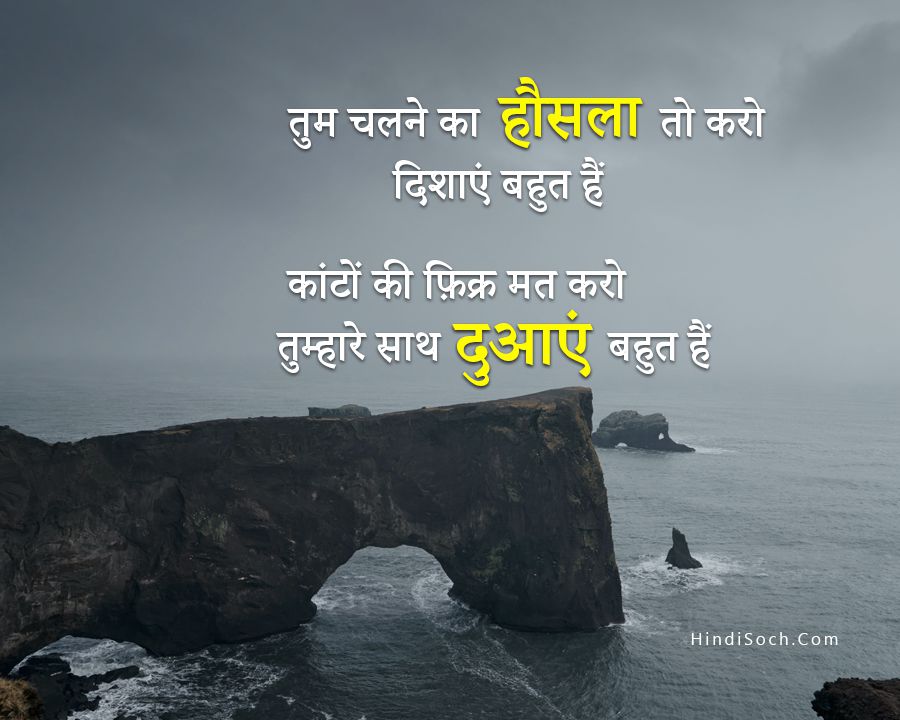 तुम चलने का हौसला तो करो
दिशाएं बहुत हैं
कांटों की फ़िक्र मत करो
तुम्हारे साथ दुआएं बहुत हैं
HindiSoch.Com